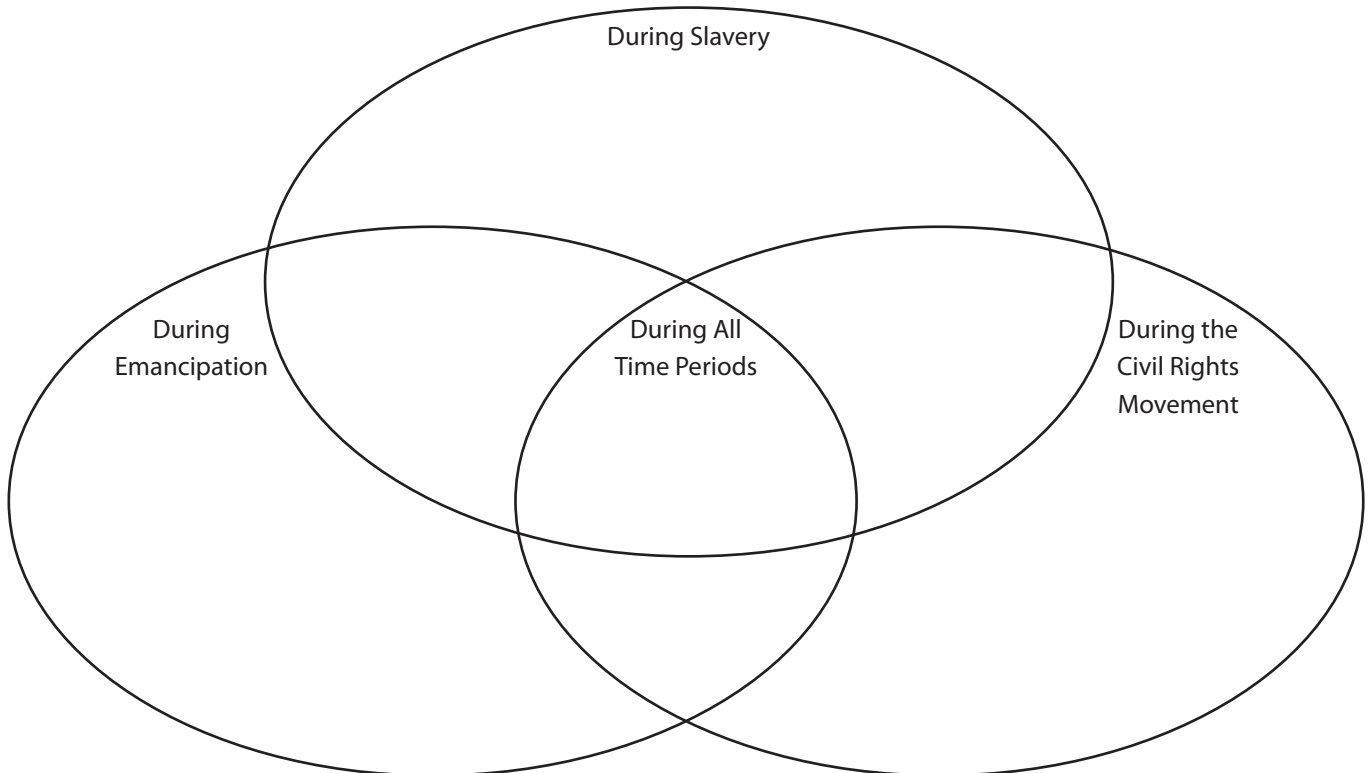 During Slavery
During
Emancipation
During All
Time Periods
During the
Civil Rights
Movement